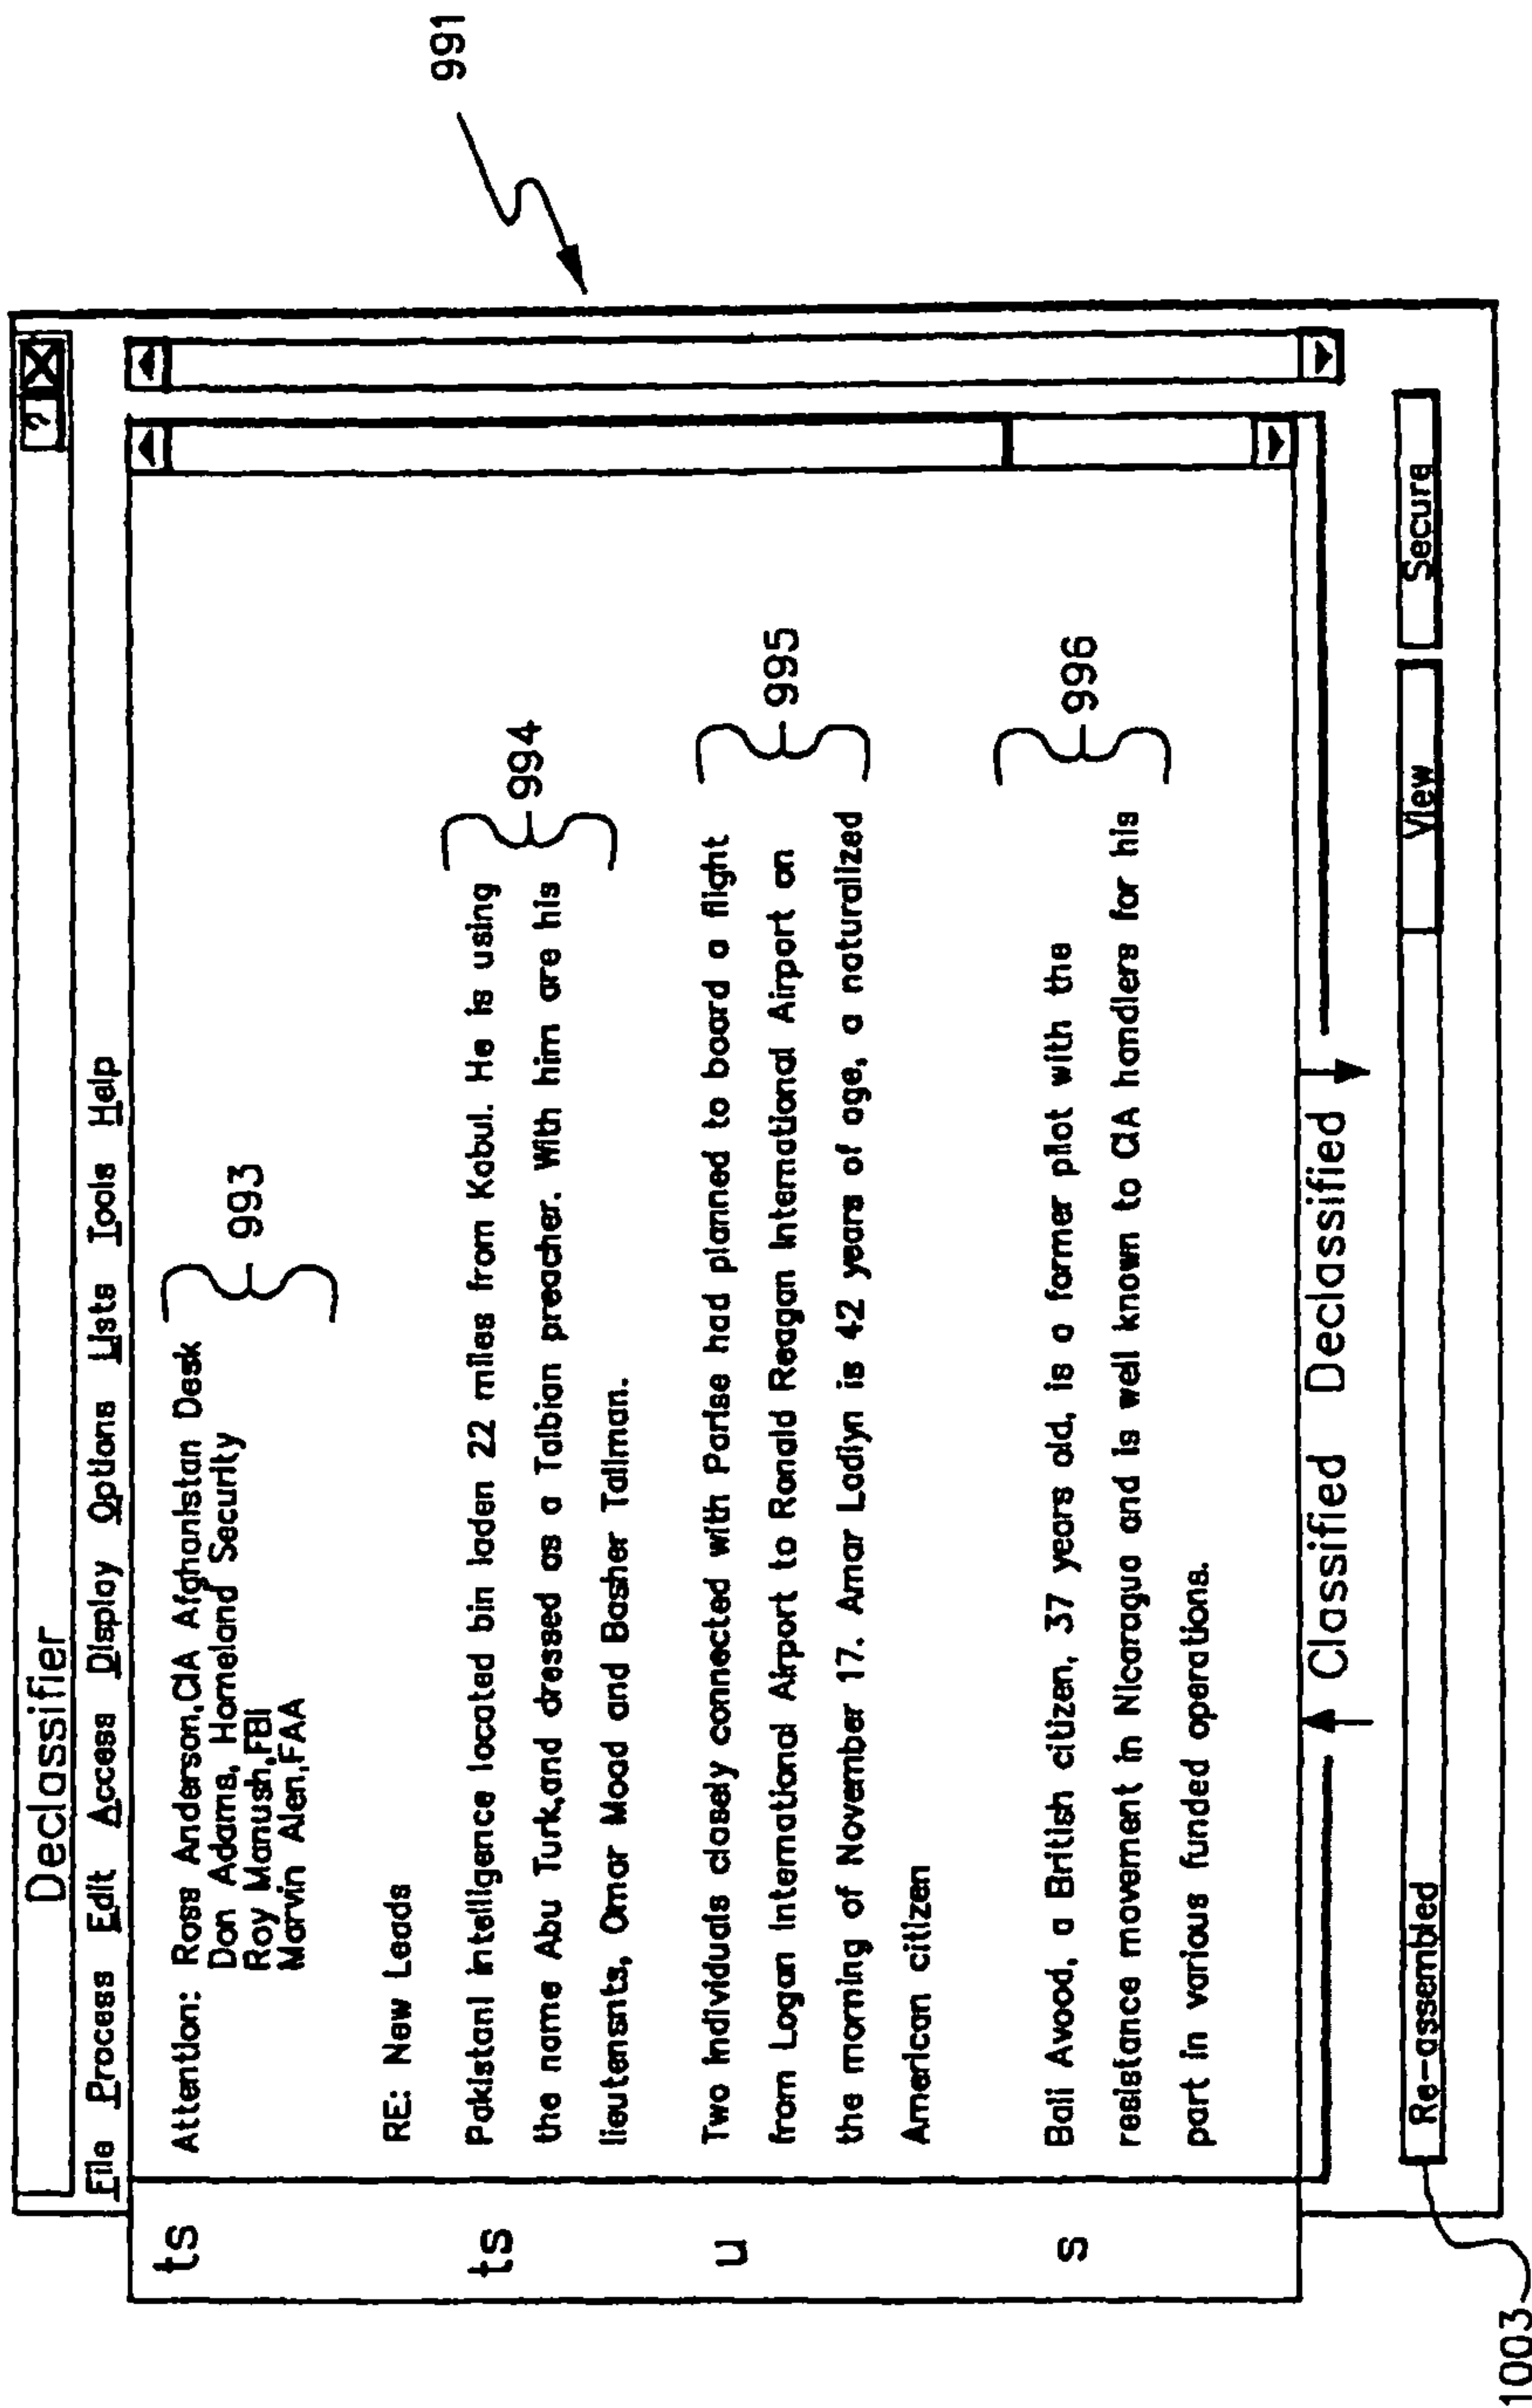 991
Declassifier
? X
File Process Edit Access Display Options Lists Tools Help
ts
Attention: Ross Anderson,CIA Afghanistan Desk
Don Adams, Homeland Security
Roy Manush,FBI
Marvin Alen,FAA
993
RE: New Leads
ts
Pakistani intelligence located bin laden 22 miles from Kabul. He is using
the name Abu Turk,and dressed as a Talbian preacher. With him are his
lieutensnts, Omar Moad and Basher Tallman.
994
u
Two individuals closely connected with Parise had planned to board a flight
from Logan International Airport to Ronald Reagan International Airport on
the morning of November 17. Amar Ladlyn is 42 years of age, a naturalized
American citizen
995
s
Bali Avood, a British citizen, 37 years old, is a former pilot with the
resistance movement in Nicaragua and is well known to CIA handlers for his
part in various funded operations.
996
Classified Declassified
Re-assembled View Secure
1003